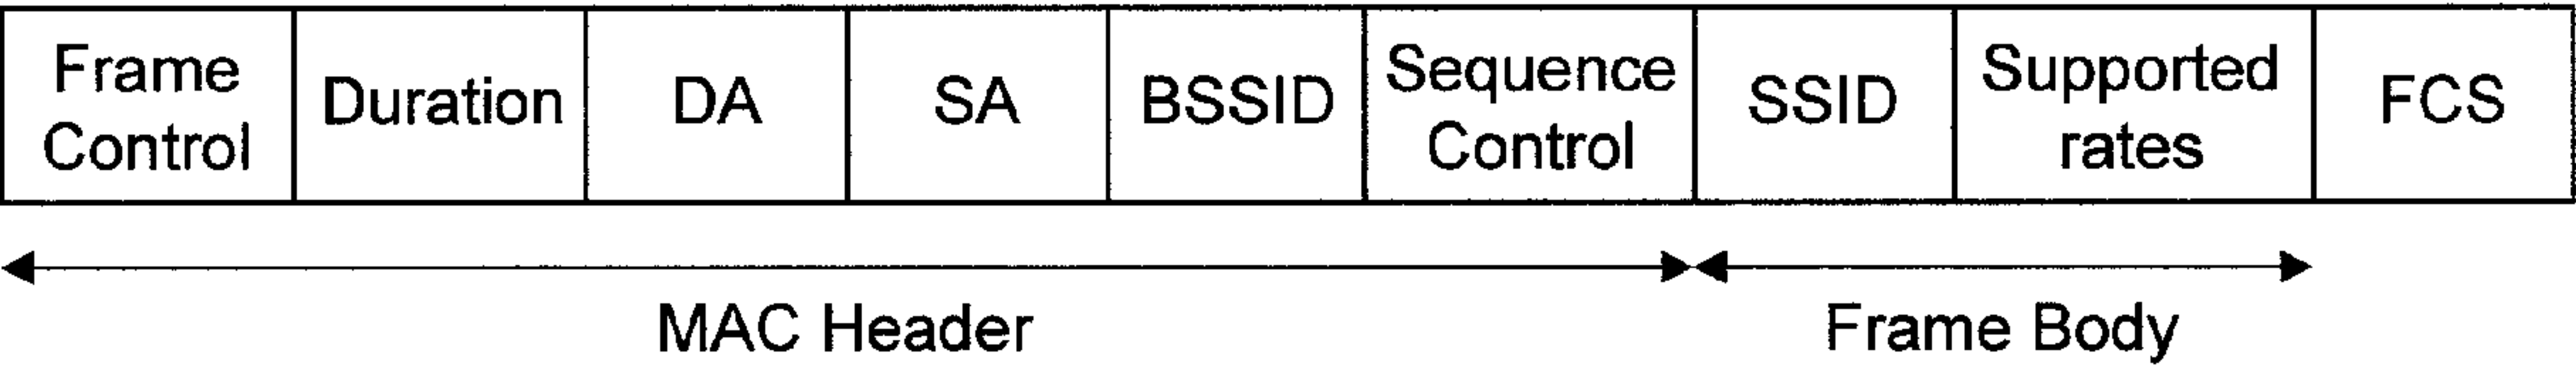 Frame
Control
Duration
DA
SA
BSSID
Sequence
Control
SSID
Supported
rates
FCS
MAC Header
Frame Body